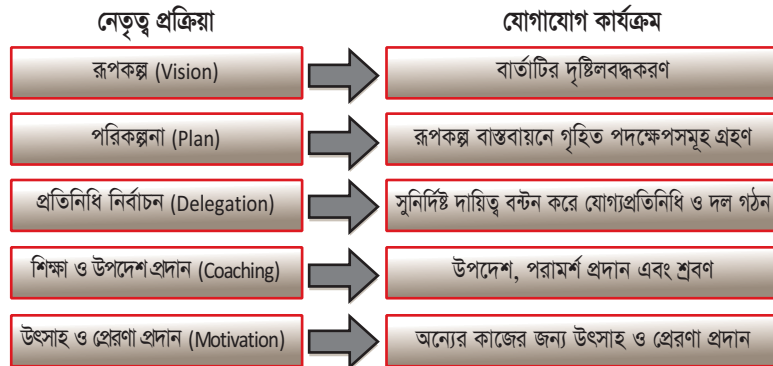 নেতৃত্ব প্রক্রিয়া যোগাযোগ কার্যক্রম
রূপকল্প (Vision) বার্তাটির দৃষ্টিলবদ্ধকরণ
পরিকল্পনা (Plan) রূপকল্প বাস্তবায়নে গৃহিত পদক্ষেপসমূহ গ্রহণ
প্রতিনিধি নির্বাচন (Delegation) সুনির্দিষ্ট দায়িত্ব বন্টন করে যোগ্যপ্রতিনিধি ও দল গঠন
শিক্ষা ও উপদেশ প্রদান (Coaching) উপদেশ, পরামর্শ প্রদান এবং শ্রবণ
উৎসাহ ও প্রেরণা প্রদান (Motivation) অন্যের কাজের জন্য উৎসাহ ও প্রেরণা প্রদান